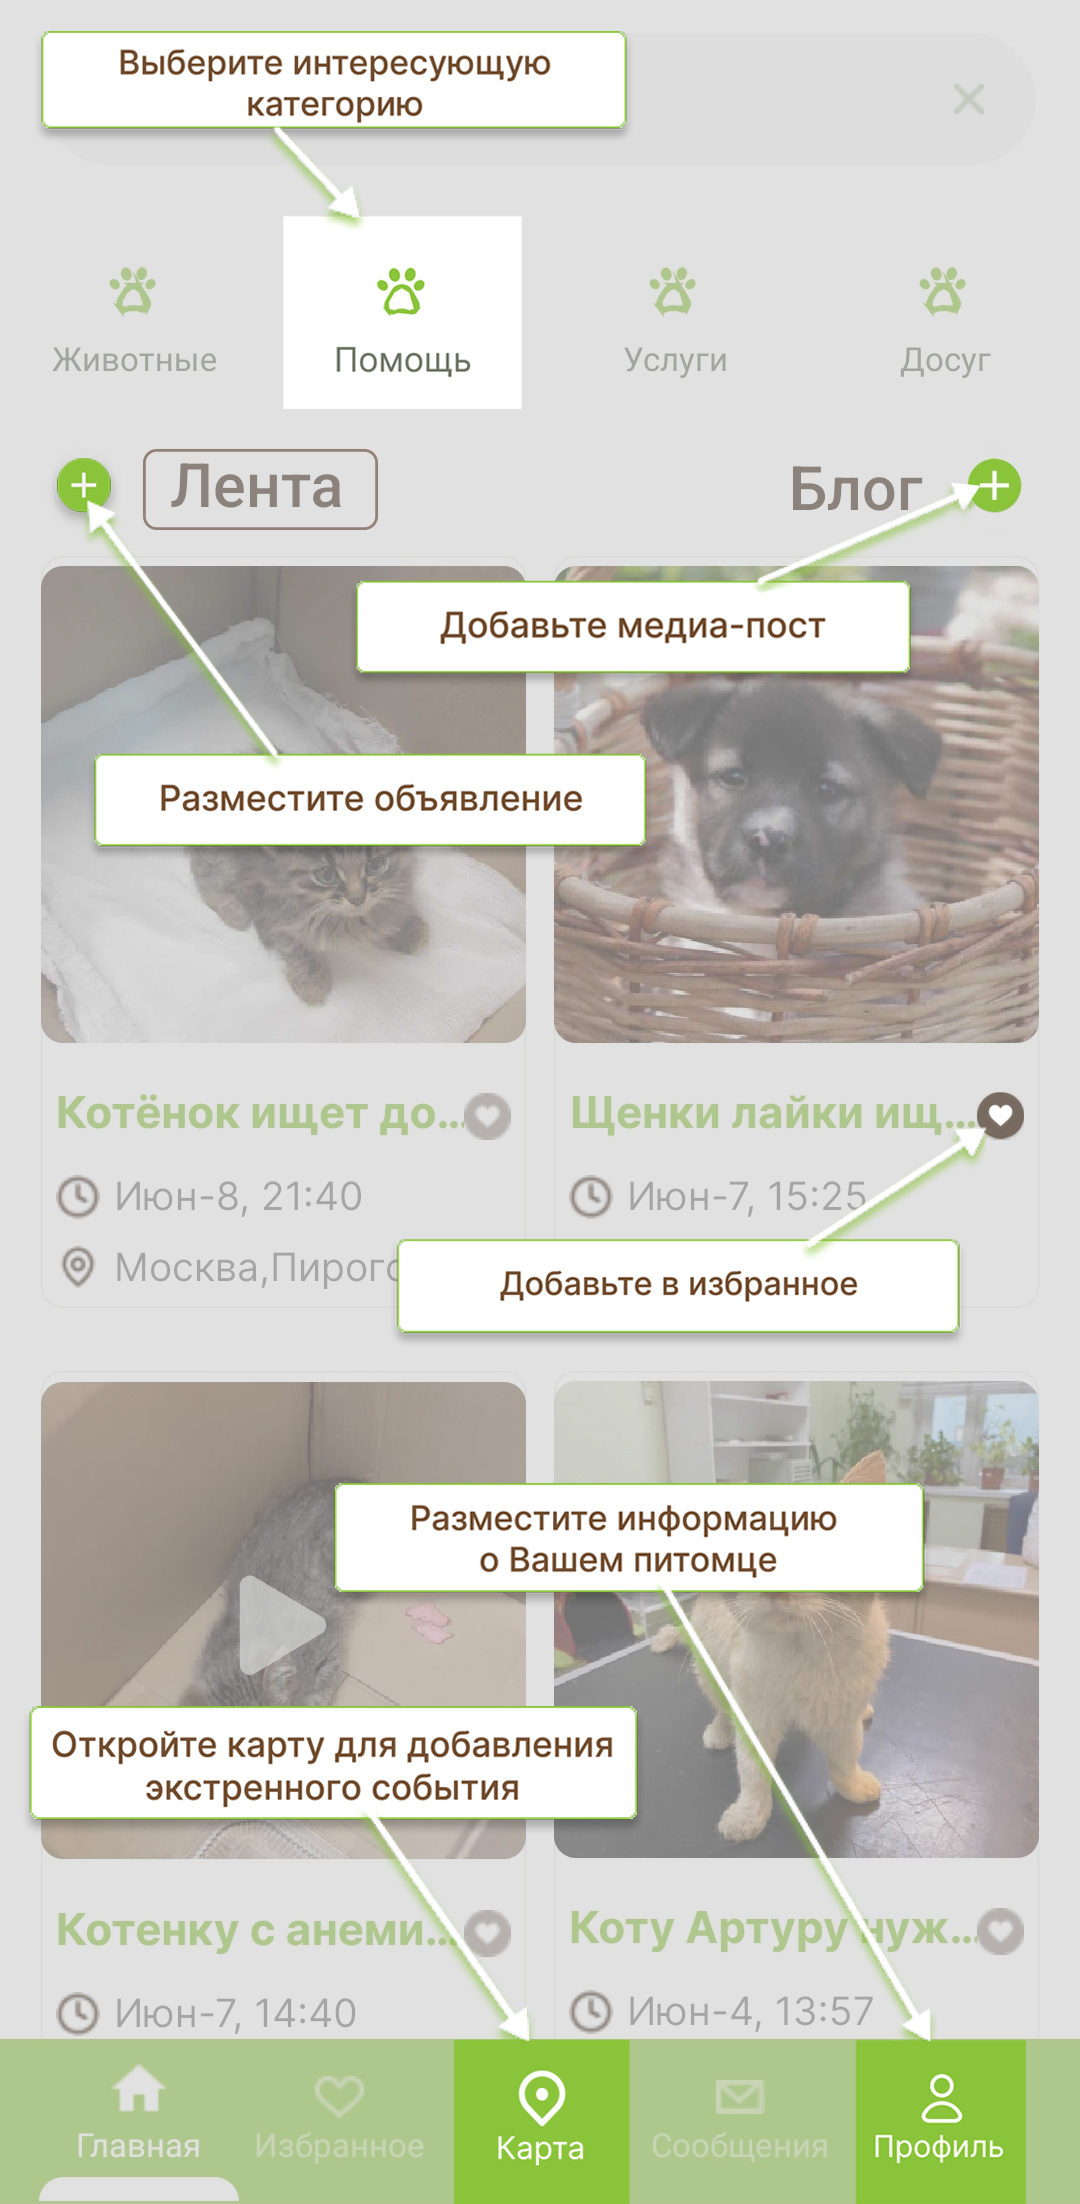 Выберите интересующую
категорию
Животные
Помощь
Услуги
Досуг
Лента
Блог
Добавьте медиа-пост
Разместите объявление
Котёнок ищет до...
Щенки лайки ищ...
Июн-8, 21:40
Июн-7, 15:25
Москва,Пирого
Добавьте в избранное
Разместите информацию
о Вашем питомце
Откройте карту для добавления
экстренного события
Котенку с анеми...
Коту Артуру нуж...
Июн-7, 14:40
Июн-4, 13:57
Главная
Избранное
Карта
Сообщения
Профиль